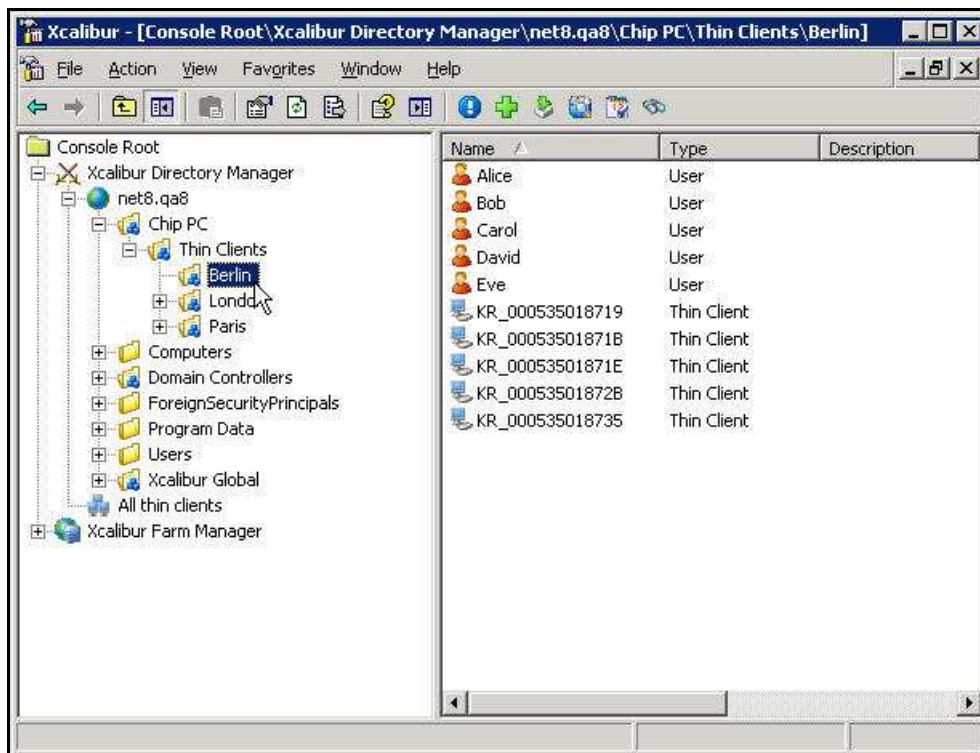 Xcalibur - [Console Root\Xcalibur Directory Manager\net8.qa8\Chip PC\Thin Clients\Berlin]
File Action View Favorites Window Help
Console Root
Xcalibur Directory Manager
net8.qa8
Chip PC
Thin Clients
Berlin
Paris
Computers
Domain Controllers
ForeignSecurityPrincipals
Program Data
Users
Xcalibur Global
All thin clients
Xcalibur Farm Manager
Name Type Description
Alice User
Bob User
Carol User
David User
Eve User
KR_000535018719 Thin Client
KR_00053501871B Thin Client
KR_00053501871E Thin Client
KR_00053501872B Thin Client
KR_000535018735 Thin Client